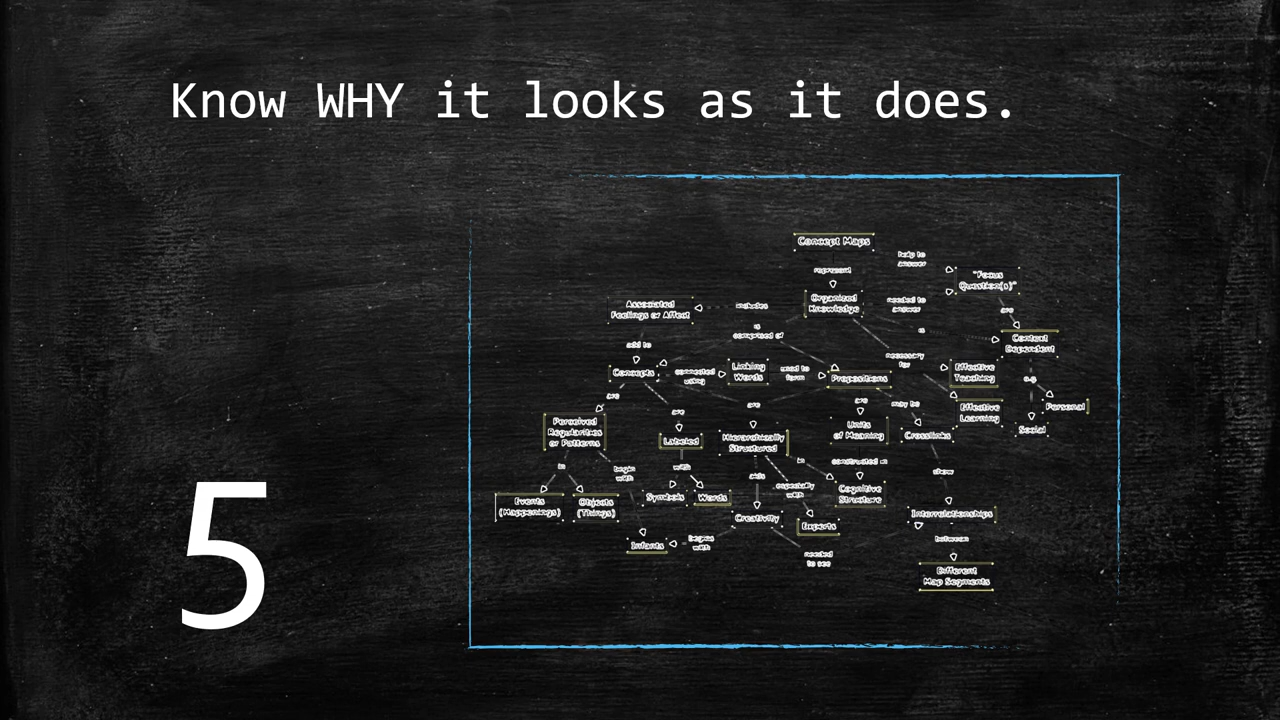 Know WHY it looks as it does.
5
Concept Maps
help to
answer
represent
"Focus
Question(s)"
Organized
Knowledge
needed to
answer
Associated
Feelings or Affect
includes
are
is
comprised of
is
Context
Dependent
add to
necessary
for
Concepts
connected
using
Linking
Words
used to
form
Propositions
Effective
Teaching
e.g.
are
are
are
are
may be
Effective
Learning
Personal
Social
Perceived
Regularities
or Patterns
Labeled
Hierarchically
Structured
Units
of Meaning
Crosslinks
in
begin
with
with
aids
in
especially
with
constructed in
show
Events
(Happenings)
Objects
(Things)
Symbols
Words
Cognitive
Structure
Creativity
Experts
Interrelationships
Infants
begins
with
needed
to see
between
Different
Map Segments